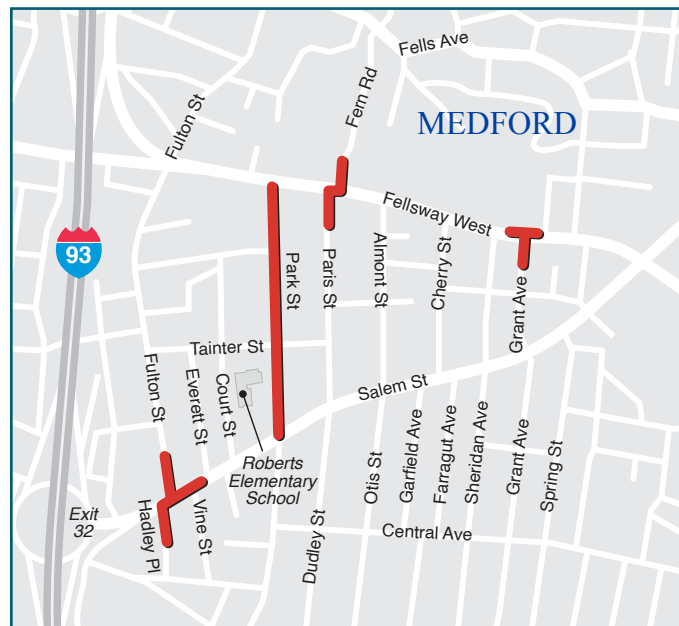 Fells Ave
Fern Rd
Fulton St
MEDFORD
Fellsway West
93
Park St
Paris St
Almont St
Cherry St
Grant Ave
Tainter St
Fulton St
Everett St
Court St
Salem St
Roberts
Elementary
School
Otis St
Garfield Ave
Farragut Ave
Sheridan Ave
Grant Ave
Spring St
Exit
32
Hadley Pl
Vine St
Dudley St
Central Ave